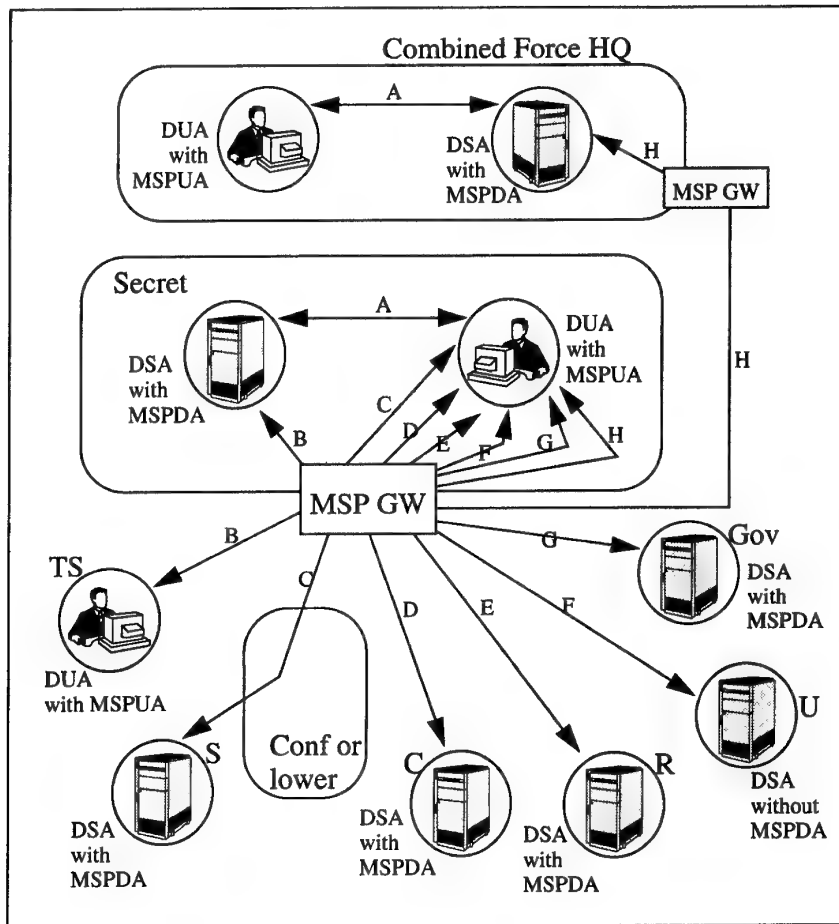 Combined Force HQ
A
DUA
with
MSPUA
DSA
with
MSPDA
H
MSP GW
Secret
A
DSA
with
MSPDA
DUA
with
MSPUA
H
C
D
B
E
F
G
H
MSP GW
B
C
D
E
F
G
TS
DUA
with MSPUA
Gov
DSA
with
MSPDA
U
DSA
without
MSPDA
Conf or
lower
S
DSA
with
MSPDA
C
DSA
with
MSPDA
R
DSA
with
MSPDA